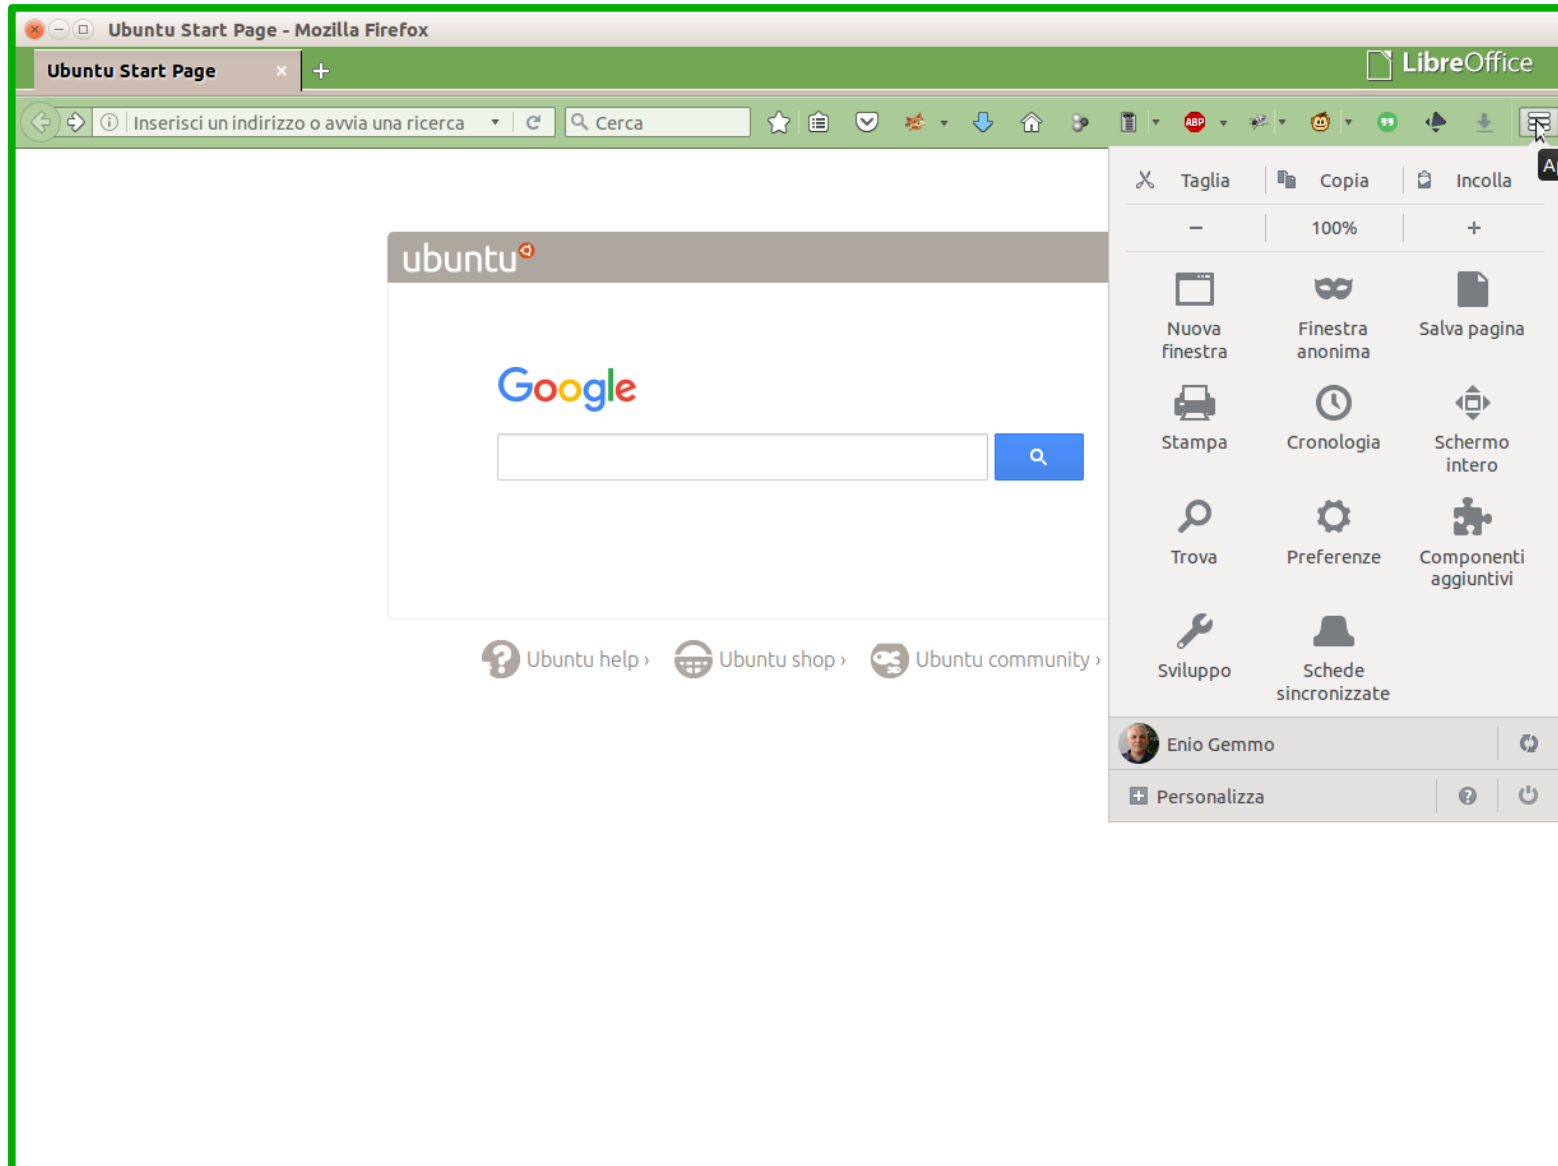 Ubuntu Start Page - Mozilla Firefox
Ubuntu Start Page
LibreOffice
Inserisci un indirizzo o avvia una ricerca
Cerca
ABP
Taglia Copia Incolla
− 100% +
ubuntu
Google
Nuova finestra
Finestra anonima
Salva pagina
Stampa
Cronologia
Schermo intero
Trova
Preferenze
Componenti aggiuntivi
Sviluppo
Schede sincronizzate
Ubuntu help ›
Ubuntu shop ›
Ubuntu community ›
Enio Gemmo
Personalizza